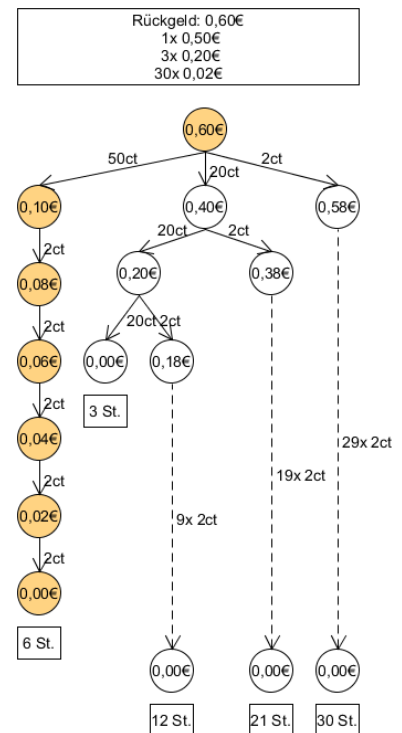 Rückgeld: 0,60€
1x 0,50€
3x 0,20€
30x 0,02€
0,60€
50ct
20ct
2ct
0,10€
0,40€
0,58€
2ct
20ct
2ct
0,08€
0,20€
0,38€
2ct
20ct
2ct
0,06€
0,00€
0,18€
2ct
3 St.
0,04€
29x 2ct
2ct
19x 2ct
0,02€
9x 2ct
2ct
0,00€
6 St.
0,00€
0,00€
0,00€
12 St.
21 St.
30 St.